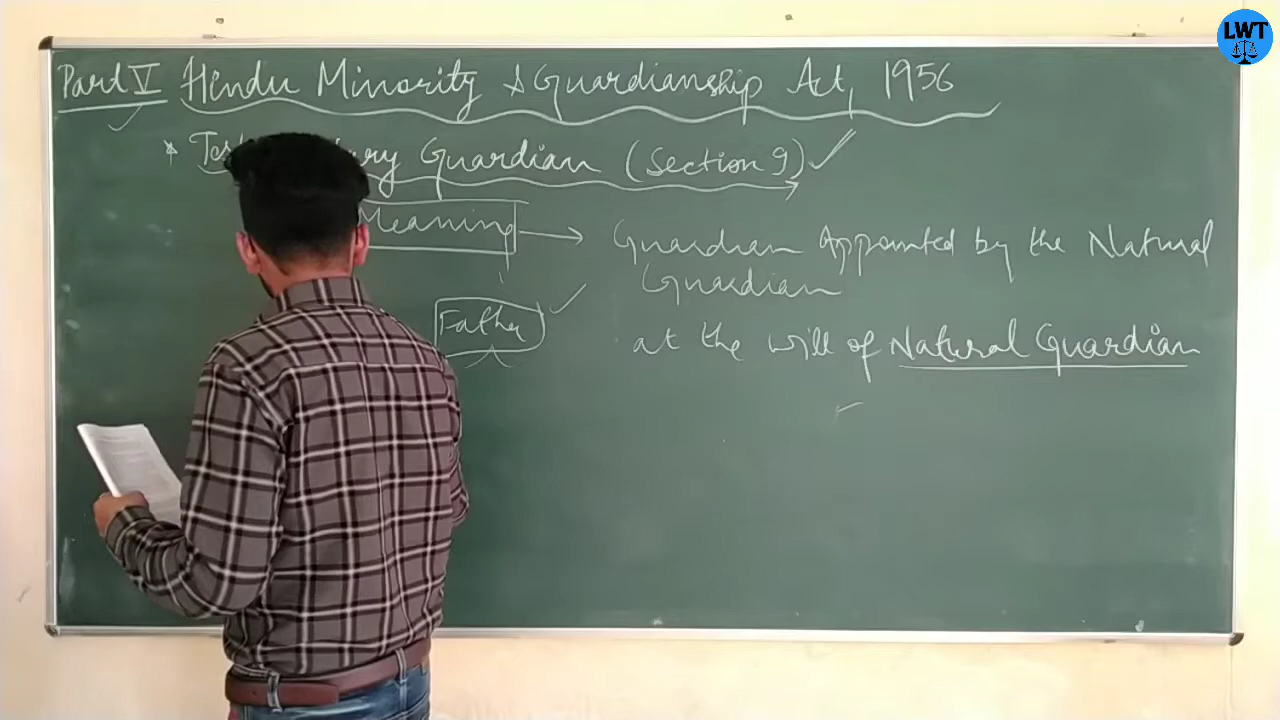 LWT
Part V Hindu Minority & Guardianship Act, 1956
* Guardian (Section 9)
Meaning → Guardian Appointed by the Natural
Guardian
Father
at the will of Natural Guardian